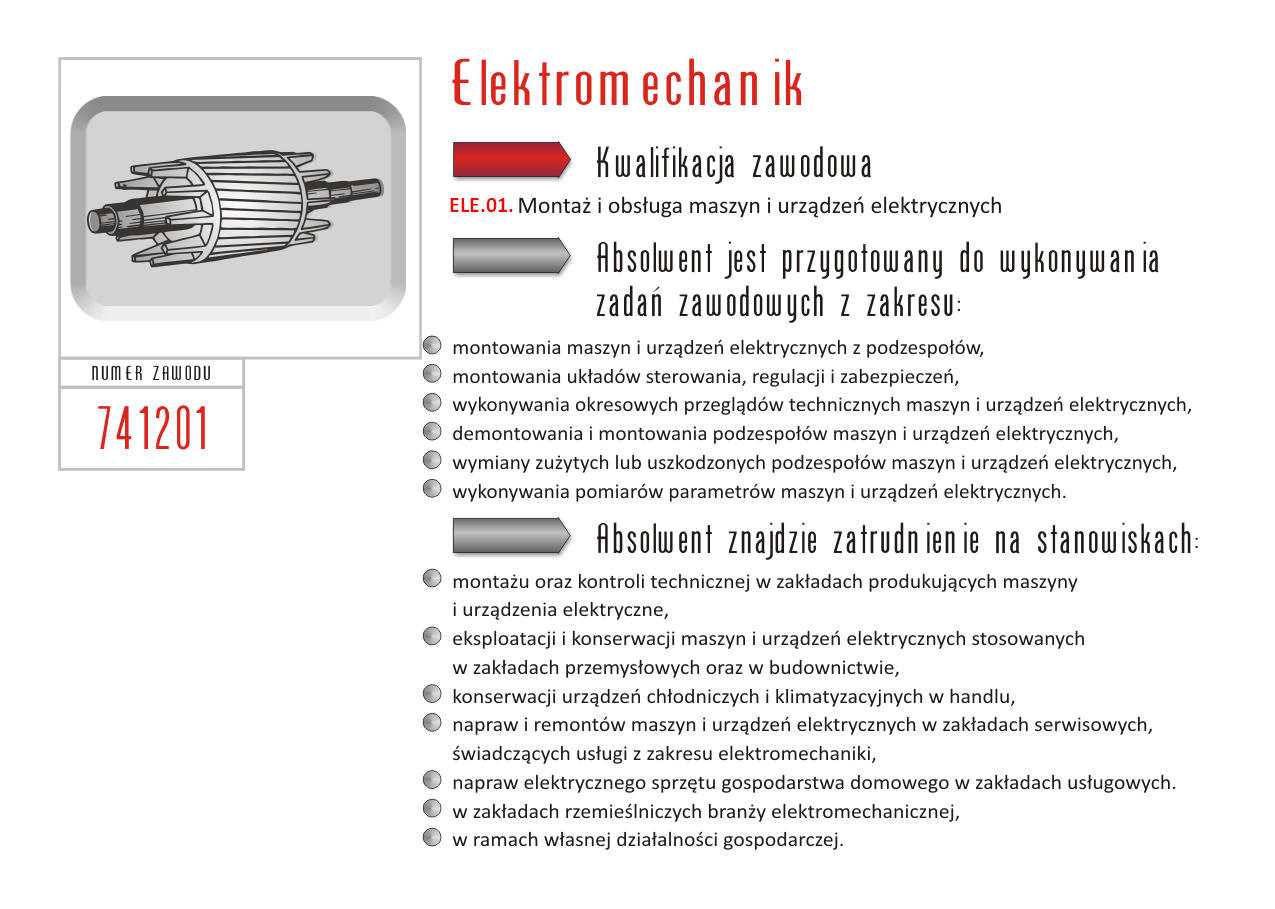 Elektromechanik
Kwalifikacja zawodowa
ELE.01. Montaż i obsługa maszyn i urządzeń elektrycznych
Absolwent jest przygotowany do wykonywania
zadań zawodowych z zakresu:
montowania maszyn i urządzeń elektrycznych z podzespołów,
montowania układów sterowania, regulacji i zabezpieczeń,
wykonywania okresowych przeglądów technicznych maszyn i urządzeń elektrycznych,
demontowania i montowania podzespołów maszyn i urządzeń elektrycznych,
wymiany zużytych lub uszkodzonych podzespołów maszyn i urządzeń elektrycznych,
wykonywania pomiarów parametrów maszyn i urządzeń elektrycznych.
NUMER ZAWODU
741201
Absolwent znajdzie zatrudnienie na stanowiskach:
montażu oraz kontroli technicznej w zakładach produkujących maszyny
i urządzenia elektryczne,
eksploatacji i konserwacji maszyn i urządzeń elektrycznych stosowanych
w zakładach przemysłowych oraz w budownictwie,
konserwacji urządzeń chłodniczych i klimatyzacyjnych w handlu,
napraw i remontów maszyn i urządzeń elektrycznych w zakładach serwisowych,
świadczących usługi z zakresu elektromechaniki,
napraw elektrycznego sprzętu gospodarstwa domowego w zakładach usługowych.
w zakładach rzemieślniczych branży elektromechanicznej,
w ramach własnej działalności gospodarczej.